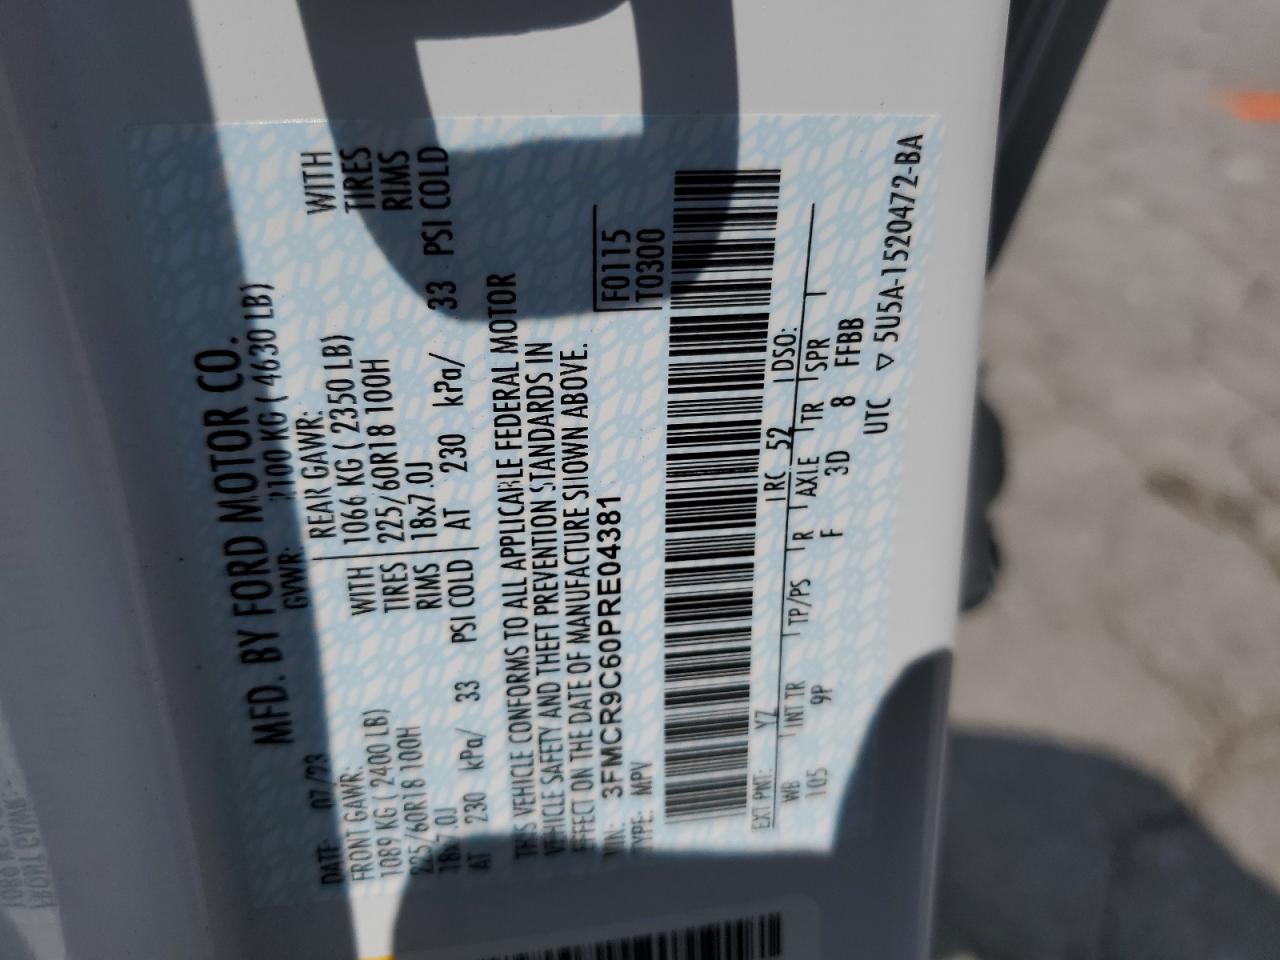 MFD. BY FORD MOTOR CO.
DATE: 07/23 GVWR: 2100 KG ( 4630 LB)
FRONT GAWR: REAR GAWR:
1089 KG ( 2400 LB) WITH 1066 KG ( 2350 LB) WITH
225/60R18 100H TIRES 225/60R18 100H TIRES
18x7.0J RIMS 18x7.0J RIMS
AT 230 kPa/ 33 PSI COLD AT 230 kPa/ 33 PSI COLD
THIS VEHICLE CONFORMS TO ALL APPLICABLE FEDERAL MOTOR
VEHICLE SAFETY AND THEFT PREVENTION STANDARDS IN
EFFECT ON THE DATE OF MANUFACTURE SHOWN ABOVE.
VIN: 3FMCR9C60PRE04381 F0115
TYPE: MPV T0300
EXT PNT: YZ RC 52 DSO:
WB INT TR TP/PS R AXLE TR SPR
105 9P F 3D 8 FFBB
UTC ▽ 5U5A-1520472-BA